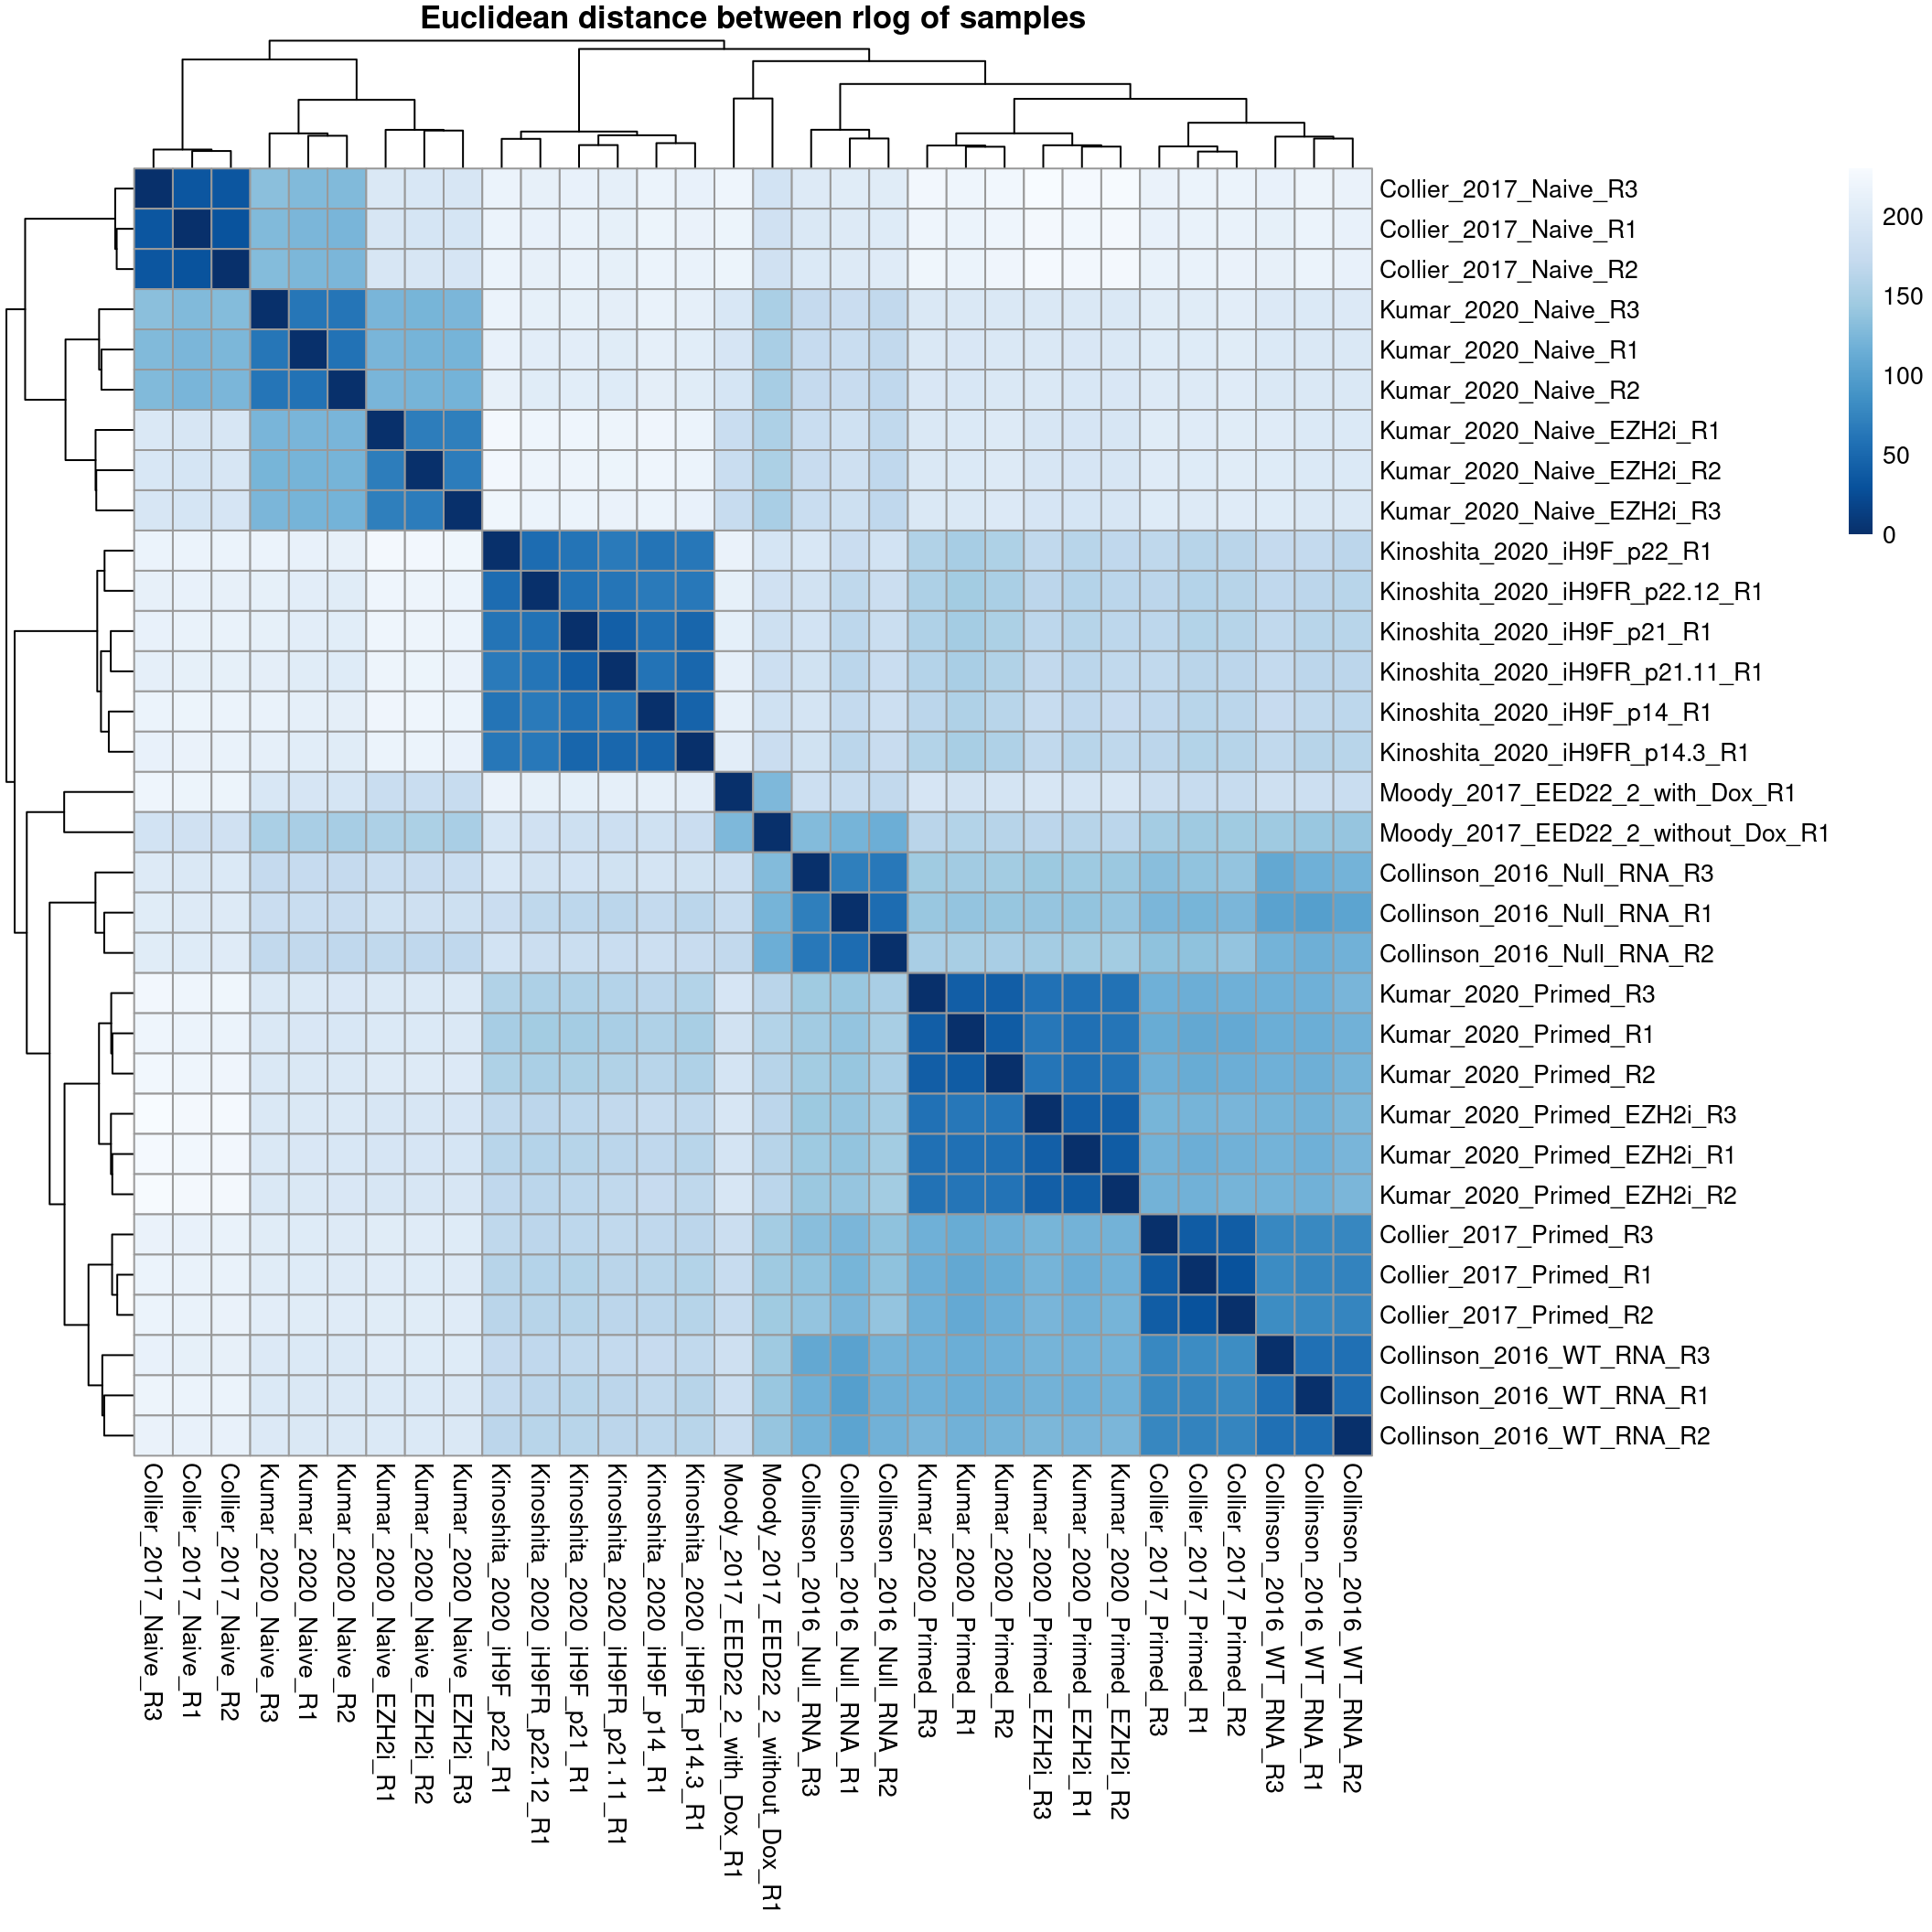 Euclidean distance between rlog of samples
Collier_2017_Naive_R3
Collier_2017_Naive_R1
Collier_2017_Naive_R2
Kumar_2020_Naive_R3
Kumar_2020_Naive_R1
Kumar_2020_Naive_R2
Kumar_2020_Naive_EZH2i_R1
Kumar_2020_Naive_EZH2i_R2
Kumar_2020_Naive_EZH2i_R3
Kinoshita_2020_iH9F_p22_R1
Kinoshita_2020_iH9FR_p22.12_R1
Kinoshita_2020_iH9F_p21_R1
Kinoshita_2020_iH9FR_p21.11_R1
Kinoshita_2020_iH9F_p14_R1
Kinoshita_2020_iH9FR_p14.3_R1
Moody_2017_EED22_2_with_Dox_R1
Moody_2017_EED22_2_without_Dox_R1
Collinson_2016_Null_RNA_R3
Collinson_2016_Null_RNA_R1
Collinson_2016_Null_RNA_R2
Kumar_2020_Primed_R3
Kumar_2020_Primed_R1
Kumar_2020_Primed_R2
Kumar_2020_Primed_EZH2i_R3
Kumar_2020_Primed_EZH2i_R1
Kumar_2020_Primed_EZH2i_R2
Collier_2017_Primed_R3
Collier_2017_Primed_R1
Collier_2017_Primed_R2
Collinson_2016_WT_RNA_R3
Collinson_2016_WT_RNA_R1
Collinson_2016_WT_RNA_R2
200
150
100
50
0
Collier_2017_Naive_R3
Collier_2017_Naive_R1
Collier_2017_Naive_R2
Kumar_2020_Naive_R3
Kumar_2020_Naive_R1
Kumar_2020_Naive_R2
Kumar_2020_Naive_EZH2i_R1
Kumar_2020_Naive_EZH2i_R2
Kumar_2020_Naive_EZH2i_R3
Kinoshita_2020_iH9F_p22_R1
Kinoshita_2020_iH9FR_p22.12_R1
Kinoshita_2020_iH9F_p21_R1
Kinoshita_2020_iH9FR_p21.11_R1
Kinoshita_2020_iH9F_p14_R1
Kinoshita_2020_iH9FR_p14.3_R1
Moody_2017_EED22_2_with_Dox_R1
Moody_2017_EED22_2_without_Dox_R1
Collinson_2016_Null_RNA_R3
Collinson_2016_Null_RNA_R1
Collinson_2016_Null_RNA_R2
Kumar_2020_Primed_R3
Kumar_2020_Primed_R1
Kumar_2020_Primed_R2
Kumar_2020_Primed_EZH2i_R3
Kumar_2020_Primed_EZH2i_R1
Kumar_2020_Primed_EZH2i_R2
Collier_2017_Primed_R3
Collier_2017_Primed_R1
Collier_2017_Primed_R2
Collinson_2016_WT_RNA_R3
Collinson_2016_WT_RNA_R1
Collinson_2016_WT_RNA_R2